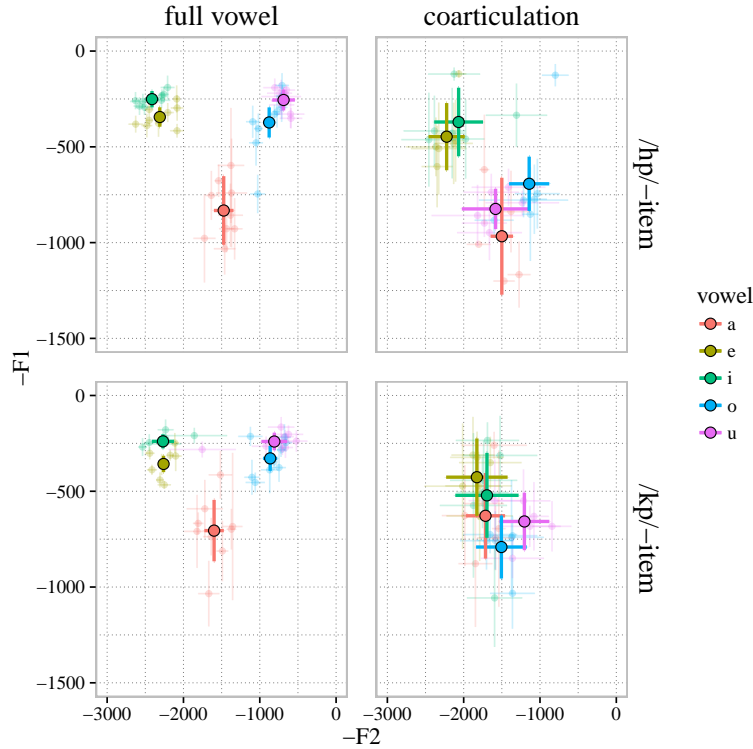 full vowel
coarticulation
0
−500
−1000
−1500
/hp/−item
0
−500
−1000
−1500
/kp/−item
−F1
−3000 −2000 −1000 0
−3000 −2000 −1000 0
−F2
vowel
a
e
i
o
u